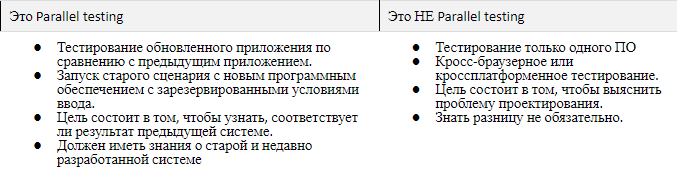 Это Parallel testing
Это НЕ Parallel testing
● Тестирование обновленного приложения по
сравнению с предыдущим приложением.
● Запуск старого сценария с новым программным
обеспечением с зарезервированными условиями
ввода.
● Цель состоит в том, чтобы узнать, соответствует
ли результат предыдущей системе.
● Должен иметь знания о старой и недавно
разработанной системе
● Тестирование только одного ПО
● Кросс-браузерное или
кроссплатформенное тестирование.
● Цель состоит в том, чтобы выяснить
проблему проектирования.
● Знать разницу не обязательно.